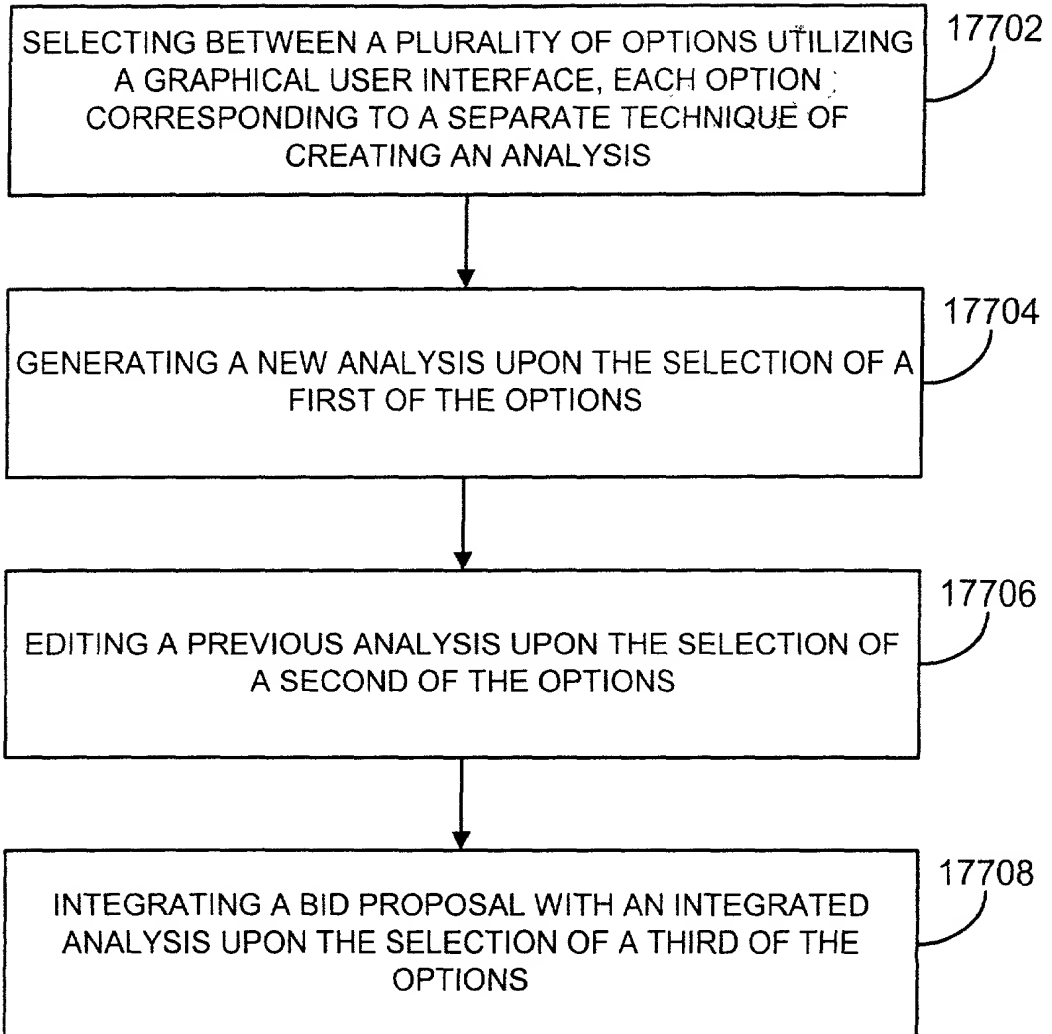 SELECTING BETWEEN A PLURALITY OF OPTIONS UTILIZING
A GRAPHICAL USER INTERFACE, EACH OPTION
CORRESPONDING TO A SEPARATE TECHNIQUE OF
CREATING AN ANALYSIS
17702
GENERATING A NEW ANALYSIS UPON THE SELECTION OF A
FIRST OF THE OPTIONS
17704
EDITING A PREVIOUS ANALYSIS UPON THE SELECTION OF
A SECOND OF THE OPTIONS
17706
INTEGRATING A BID PROPOSAL WITH AN INTEGRATED
ANALYSIS UPON THE SELECTION OF A THIRD OF THE
OPTIONS
17708